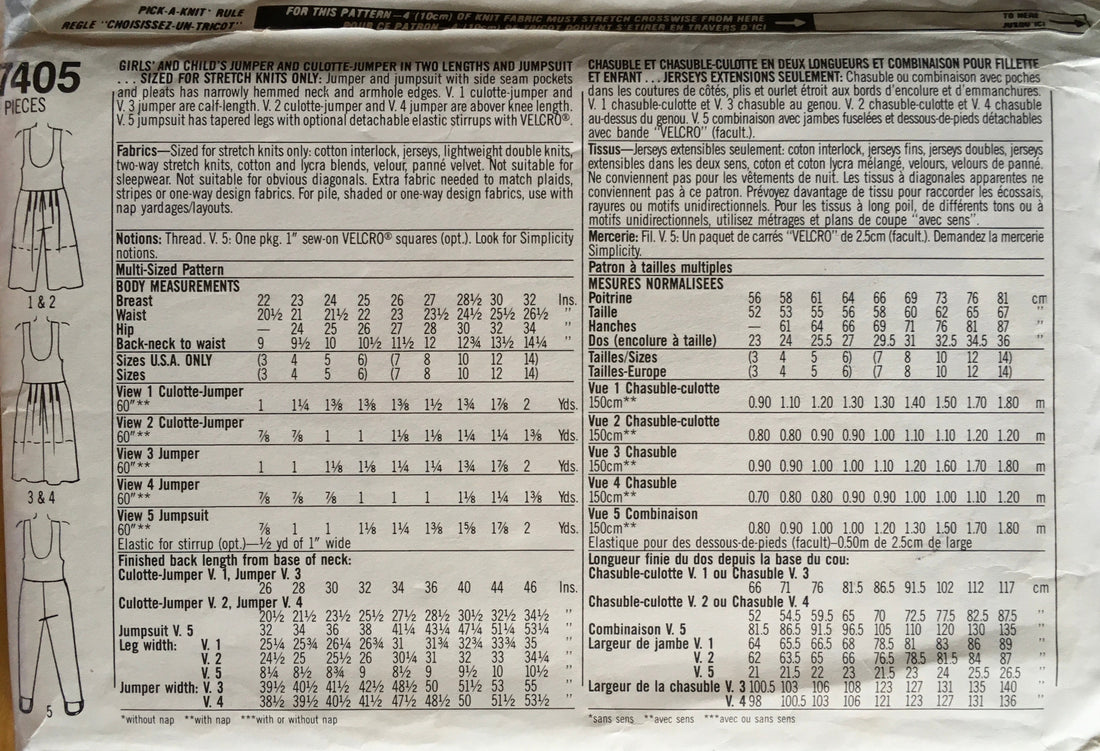 PICK-A-KNIT® RULE
REGLE "CHOISISSEZ-UN-TRICOT"
FOR THIS PATTERN–4 (10cm) OF KNIT FABRIC MUST STRETCH CROSSWISE FROM HERE
TO HERE
JUSQU'ICI
7405
PIECES
1 & 2
3 & 4
5
GIRLS' AND CHILD'S JUMPER AND CULOTTE-JUMPER IN TWO LENGTHS AND JUMPSUIT
. . . SIZED FOR STRETCH KNITS ONLY: Jumper and jumpsuit with side seam pockets
and pleats has narrowly hemmed neck and armhole edges. V. 1 culotte-jumper and
V. 3 jumper are calf-length. V. 2 culotte-jumper and V. 4 jumper are abover knee length.
V. 5 jumpsuit has tapered legs with optional detachable elastic stirrups with VELCRO®.
Fabrics—Sized for stretch knits only: cotton interlock, jerseys, lightweight double knits,
two-way stretch knits, cotton and lycra blends, velour, panné velvet. Not suitable for
sleepwear. Not suitable for obvious diagonals. Extra fabric needed to match plaids,
stripes or one-way design fabrics. For pile, shaded or one-way design fabrics, use with
nap yardages/layouts.
Notions: Thread. V. 5: One pkg. 1" sew-on VELCRO® squares (opt.). Look for Simplicity
notions.
Multi-Sized Pattern
BODY MEASUREMENTS
Breast 22 23 24 25 26 27 28½ 30 32 Ins.
Waist 20½ 21 21½ 22 23 23½ 24½ 25½ 26½ "
Hip — 24 25 26 27 28 30 32 34 "
Back-neck to waist 9 9½ 10 10½ 11½ 12 12¾ 13½ 14¼ "
Sizes U.S.A. ONLY (3 4 5 6) (7 8 10 12 14)
Sizes (3 4 5 6) (7 8 10 12 14)
View 1 Culotte-Jumper
60"** 1 1¼ 1⅜ 1⅜ 1⅜ 1½ 1¾ 1⅞ 2 Yds.
View 2 Culotte-Jumper
60"** ⅞ ⅞ 1 1 1⅛ 1⅛ 1¼ 1¼ 1⅜ Yds.
View 3 Jumper
60"** 1 1 1⅛ 1⅛ 1¼ 1¼ 1¾ 1⅞ 2 Yds.
View 4 Jumper
60"** ⅞ ⅞ ⅞ 1 1 1 1⅛ 1¼ 1⅜ Yds.
View 5 Jumpsuit
60"** ⅞ 1 1 1⅛ 1¼ 1⅜ 1⅝ 1⅞ 2 Yds.
Elastic for stirrup (opt.)—½ yd of 1" wide
Finished back length from base of neck:
Culotte-Jumper V. 1, Jumper V. 3
26 28 30 32 34 36 40 44 46 Ins.
Culotte-Jumper V. 2, Jumper V. 4
20½ 21½ 23½ 25½ 27½ 28½ 30½ 32½ 34½ "
Jumpsuit V. 5 32 34 36 38 41¼ 43¼ 47¼ 51¼ 53¼ "
Leg width: V. 1 25¼ 25¾ 26¼ 26¾ 31 31¾ 32¾ 33¾ 35 "
V. 2 24½ 25 25½ 26 30¼ 31 32 33 34¼ "
V. 5 8¼ 8½ 8¾ 9 8½ 9 9½ 10 10½ "
Jumper width: V. 3 39½ 40½ 41½ 42½ 48½ 50 51½ 53 55 "
V. 4 38½ 39½ 40½ 41½ 47½ 48½ 50 51½ 53½ "
*without nap **with nap ***with or without nap
CHASUBLE ET CHASUBLE-CULOTTE EN DEUX LONGUEURS ET COMBINAISON POUR FILLETTE
ET ENFANT . . . JERSEYS EXTENSIONS SEULEMENT: Chasuble ou combinaison avec poches
dans les coutures de côtés, plis et ourlet étroit aux bords d'encolure et d'emmanchures.
V. 1 chasuble-culotte et V. 3 chasuble au genou. V. 2 chasuble-culotte et V. 4 chasuble
au-dessus du genou. V. 5 combinaison avec jambes fuselées et dessous-de-pieds détachables
avec bande "VELCRO" (facult.).
Tissus—Jerseys extensibles seulement: coton interlock, jerseys fins, jerseys doubles, jerseys
extensibles dans les deux sens, coton et coton lycra mélangé, velours, velours de panné.
Ne conviennent pas pour les vêtements de nuit. Les tissus à diagonales apparentes ne
conviennent pas à ce patron. Prévoyez davantage de tissu pour raccorder les écossais,
rayures ou motifs unidirectionnels. Pour les tissus à long poil, de différents tons ou à
motifs unidirectionnels, utilisez métrages et plans de coupe "avec sens".
Mercerie: Fil. V. 5: Un paquet de carrés "VELCRO" de 2.5cm (facult.). Demandez la mercerie
Simplicity.
Patron à tailles multiples
MESURES NORMALISEES
Poitrine 56 58 61 64 66 69 73 76 81 cm
Taille 52 53 55 56 58 60 62 65 67 "
Hanches — 61 64 66 69 71 76 81 87 "
Dos (encolure à taille) 23 24 25.5 27 29.5 31 32.5 34.5 36 "
Tailles/Sizes (3 4 5 6) (7 8 10 12 14)
Tailles-Europe (3 4 5 6) (7 8 10 12 14)
Vue 1 Chasuble-culotte
150cm** 0.90 1.10 1.20 1.30 1.30 1.40 1.50 1.70 1.80 m
Vue 2 Chasuble-culotte
150cm** 0.80 0.80 0.90 0.90 1.00 1.10 1.10 1.20 1.20 m
Vue 3 Chasuble
150cm** 0.90 0.90 1.00 1.00 1.10 1.20 1.60 1.70 1.80 m
Vue 4 Chasuble
150cm** 0.70 0.80 0.80 0.90 0.90 1.00 1.00 1.10 1.20 m
Vue 5 Combinaison
150cm** 0.80 0.90 1.00 1.00 1.20 1.30 1.50 1.70 1.80 m
Elastique pour des dessous-de-pieds (facult)–0.50m de 2.5cm de large
Longueur finie du dos depuis la base du cou:
Chasuble-culotte V. 1 ou Chasuble V. 3
66 71 76 81.5 86.5 91.5 102 112 117 cm
Chasuble-culotte V. 2 ou Chasuble V. 4
52 54.5 59.5 65 70 72.5 77.5 82.5 87.5 "
Combinaison V. 5 81.5 86.5 91.5 96.5 105 110 120 130 135 "
Largeur de jambe V. 1 64 65.5 66.5 68 78.5 81 83 86 89 "
V. 2 62 63.5 65 66 76.5 78.5 81.5 84 87 "
V. 5 21 21.5 22 23 21.5 23 24 25.5 26.5 "
Largeur de la chasuble V. 3 100.5 103 106 108 123 127 131 135 140 "
V. 4 98 100.5 103 106 121 123 127 131 136 "
*sans sens **avec sens ***avec ou sans sens